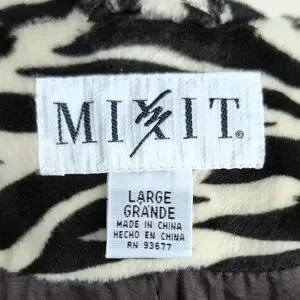 MIXIT®
LARGE
GRANDE
MADE IN CHINA
HECHO EN CHINA
RN 93677